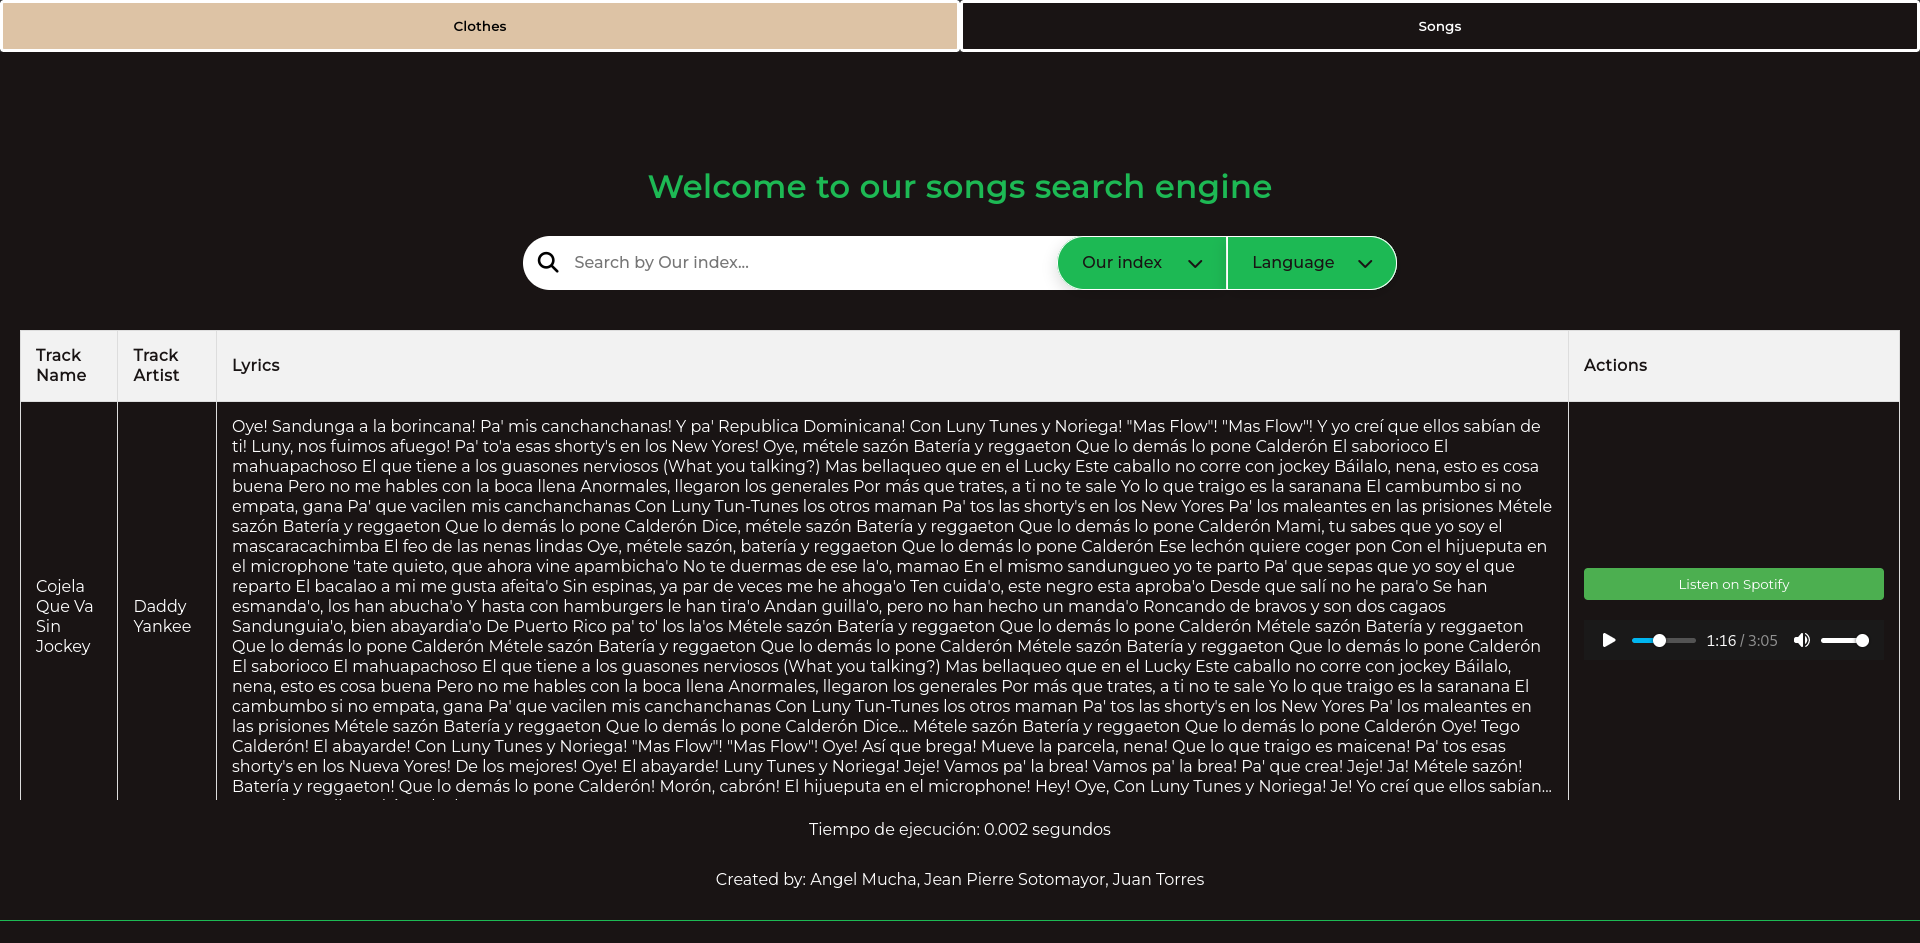 Clothes
Songs
Welcome to our songs search engine
Search by Our index...
Our index
Language
Track Name
Track Artist
Lyrics
Actions
Cojela Que Va Sin Jockey
Daddy Yankee
Oye! Sandunga a la borincana! Pa' mis canchanchanas! Y pa' Republica Dominicana! Con Luny Tunes y Noriega! "Mas Flow"! "Mas Flow"! Y yo creí que ellos sabían de
ti! Luny, nos fuimos afuego! Pa' to'a esas shorty's en los New Yores! Oye, métele sazón Batería y reggaeton Que lo demás lo pone Calderón El saborioco El
mahuapachoso El que tiene a los guasones nerviosos (What you talking?) Mas bellaqueo que en el Lucky Este caballo no corre con jockey Báilalo, nena, esto es cosa
buena Pero no me hables con la boca llena Anormales, llegaron los generales Por más que trates, a ti no te sale Yo lo que traigo es la saranana El cambumbo si no
empata, gana Pa' que vacilen mis canchanchanas Con Luny Tun-Tunes los otros maman Pa' tos las shorty's en los New Yores Pa' los maleantes en las prisiones Métele
sazón Batería y reggaeton Que lo demás lo pone Calderón Dice, métele sazón Batería y reggaeton Que lo demás lo pone Calderón Mami, tu sabes que yo soy el
mascaracachimba El feo de las nenas lindas Oye, métele sazón, batería y reggaeton Que lo demás lo pone Calderón Ese lechón quiere coger pon Con el hijueputa en
el microphone 'tate quieto, que ahora vine apambicha'o No te duermas de ese la'o, mamao En el mismo sandungueo yo te parto Pa' que sepas que yo soy el que
reparto El bacalao a mi me gusta afeita'o Sin espinas, ya par de veces me he ahoga'o Ten cuida'o, este negro esta aproba'o Desde que salí no he para'o Se han
esmanda'o, los han abucha'o Y hasta con hamburgers le han tira'o Andan guilla'o, pero no han hecho un manda'o Roncando de bravos y son dos cagaos
Sandunguia'o, bien abayardia'o De Puerto Rico pa' to' los la'os Métele sazón Batería y reggaeton Que lo demás lo pone Calderón Métele sazón Batería y reggaeton
Que lo demás lo pone Calderón Métele sazón Batería y reggaeton Que lo demás lo pone Calderón Métele sazón Batería y reggaeton Que lo demás lo pone Calderón
El saborioco El mahuapachoso El que tiene a los guasones nerviosos (What you talking?) Mas bellaqueo que en el Lucky Este caballo no corre con jockey Báilalo,
nena, esto es cosa buena Pero no me hables con la boca llena Anormales, llegaron los generales Por más que trates, a ti no te sale Yo lo que traigo es la saranana El
cambumbo si no empata, gana Pa' que vacilen mis canchanchanas Con Luny Tun-Tunes los otros maman Pa' tos las shorty's en los New Yores Pa' los maleantes en
las prisiones Métele sazón Batería y reggaeton Que lo demás lo pone Calderón Dice... Métele sazón Batería y reggaeton Que lo demás lo pone Calderón Oye! Tego
Calderón! El abayarde! Con Luny Tunes y Noriega! "Mas Flow"! "Mas Flow"! Oye! Así que brega! Mueve la parcela, nena! Que lo que traigo es maicena! Pa' tos esas
shorty's en los Nueva Yores! De los mejores! Oye! El abayarde! Luny Tunes y Noriega! Jeje! Vamos pa' la brea! Vamos pa' la brea! Pa' que crea! Jeje! Ja! Métele sazón!
Batería y reggaeton! Que lo demás lo pone Calderón! Morón, cabrón! El hijueputa en el microphone! Hey! Oye, Con Luny Tunes y Noriega! Je! Yo creí que ellos sabían...
Listen on Spotify
1:16 / 3:05
Tiempo de ejecución: 0.002 segundos
Created by: Angel Mucha, Jean Pierre Sotomayor, Juan Torres